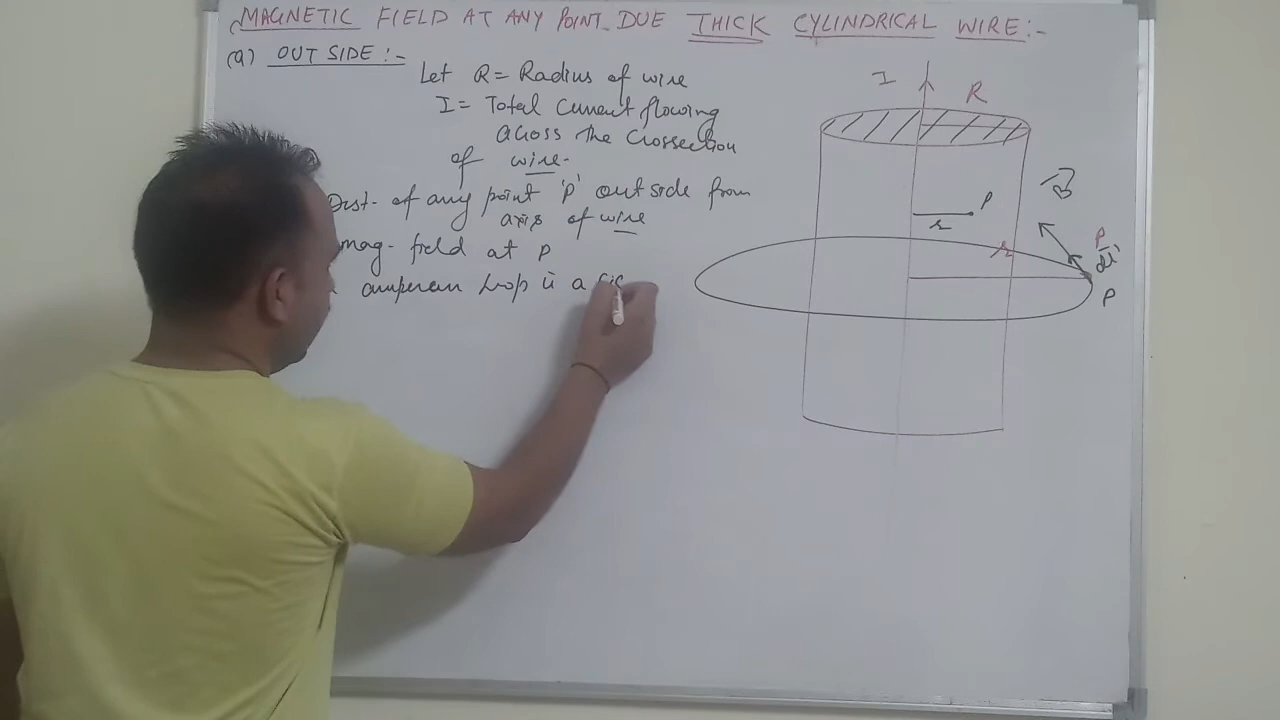 MAGNETIC FIELD AT ANY POINT DUE THICK CYLINDRICAL WIRE:-
(a) OUT SIDE :-
Let R= Radius of wire
I= Total Current flowing
across the Crossection
of wire-
Dist- of any point 'P' outside from
axis of wire
mag- field at P
amperean loop is a cic
I
R
P
r
B
r
P
dl
P